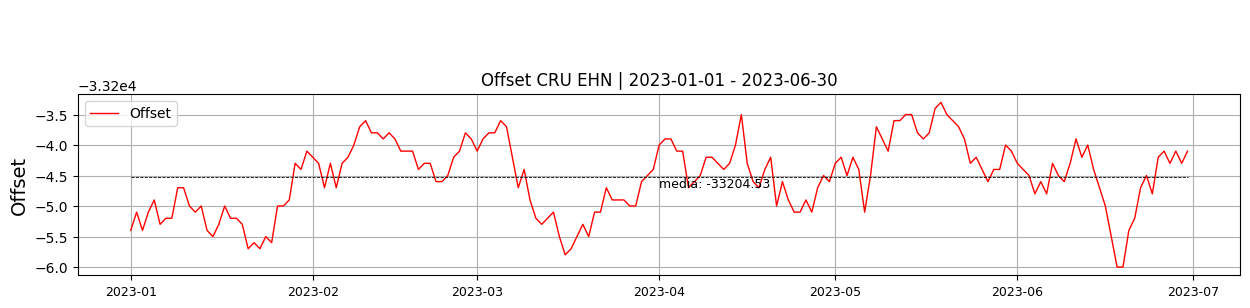 Offset CRU EHN | 2023-01-01 - 2023-06-30
−3.32e4
Offset
Offset
−3.5
−4.0
−4.5
−5.0
−5.5
−6.0
media: -33204.53
2023-01 2023-02 2023-03 2023-04 2023-05 2023-06 2023-07